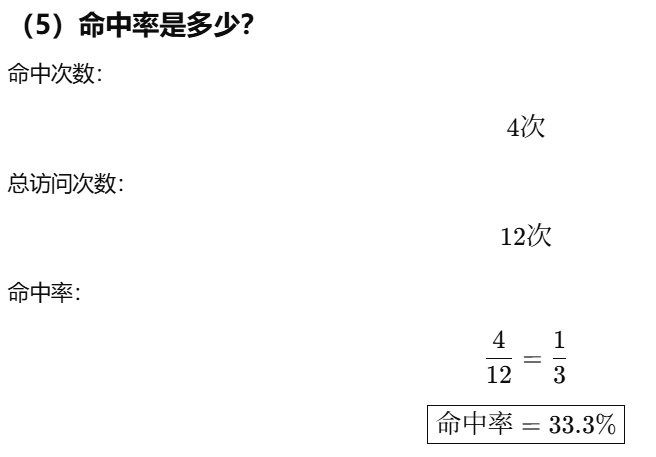 （5）命中率是多少？
命中次数：
4次
总访问次数：
12次
命中率：
4/12 = 1/3
命中率 = 33.3%